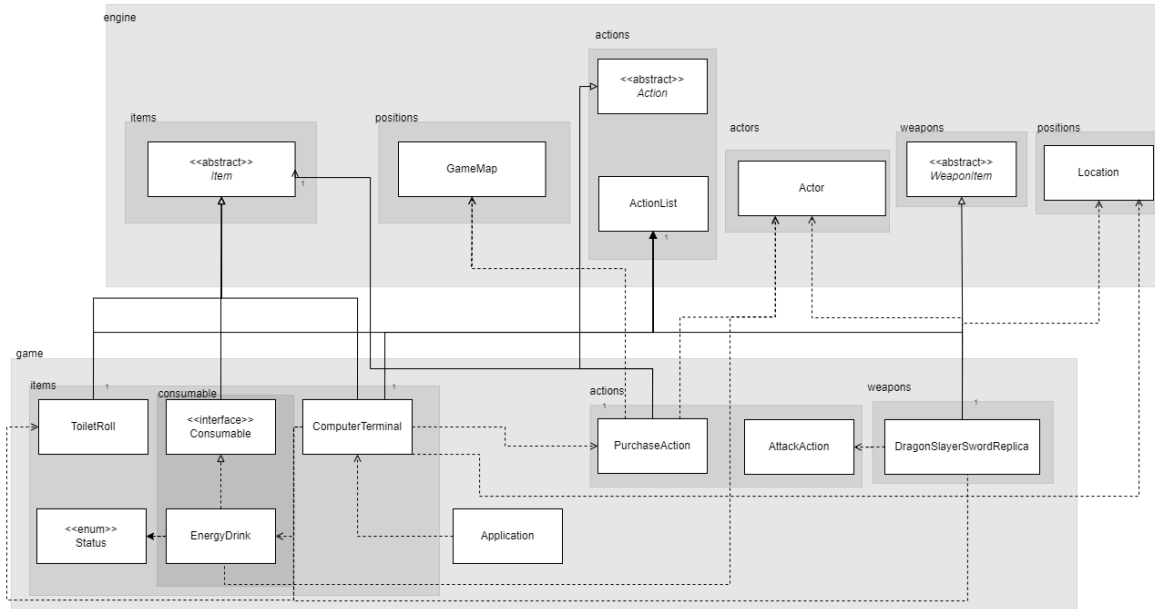 engine
actions
<<abstract>>
Action
items
positions
actors
weapons
positions
<<abstract>>
Item
1
GameMap
ActionList
1
Actor
<<abstract>>
WeaponItem
Location
game
items
1
consumable
1
actions
1
weapons
1
ToiletRoll
<<interface>>
Consumable
ComputerTerminal
PurchaseAction
AttackAction
DragonSlayerSwordReplica
<<enum>>
Status
EnergyDrink
Application